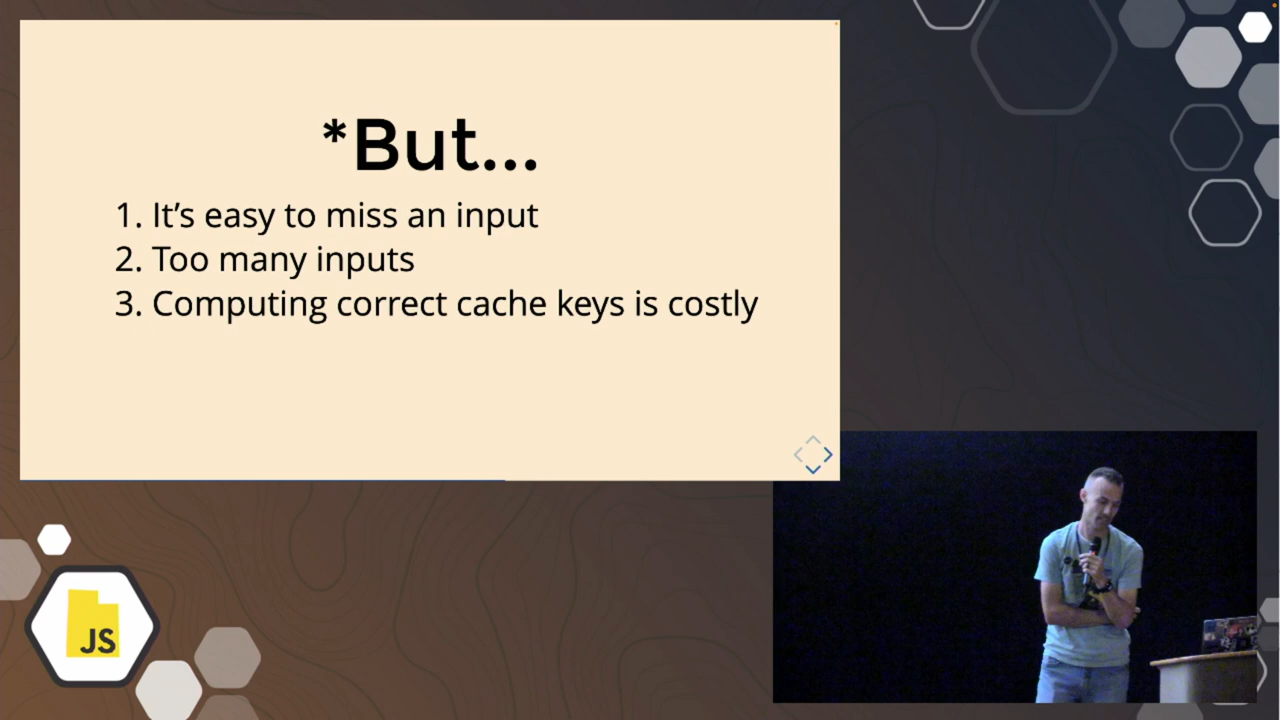 *But...
1. It’s easy to miss an input
2. Too many inputs
3. Computing correct cache keys is costly
JS